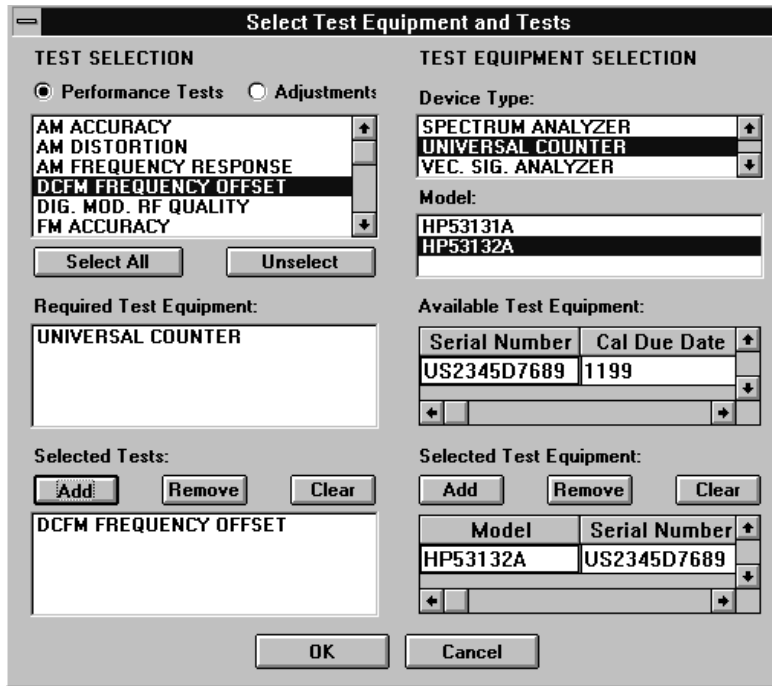 Select Test Equipment and Tests
TEST SELECTION
Performance Tests
Adjustments
AM ACCURACY
AM DISTORTION
AM FREQUENCY RESPONSE
DCFM FREQUENCY OFFSET
DIG. MOD. RF QUALITY
FM ACCURACY
Select All
Unselect
Required Test Equipment:
UNIVERSAL COUNTER
Selected Tests:
Add
Remove
Clear
DCFM FREQUENCY OFFSET
TEST EQUIPMENT SELECTION
Device Type:
SPECTRUM ANALYZER
UNIVERSAL COUNTER
VEC. SIG. ANALYZER
Model:
HP53131A
HP53132A
Available Test Equipment:
Serial Number Cal Due Date
US2345D7689 1199
Selected Test Equipment:
Add
Remove
Clear
Model Serial Number
HP53132A US2345D7689
OK
Cancel